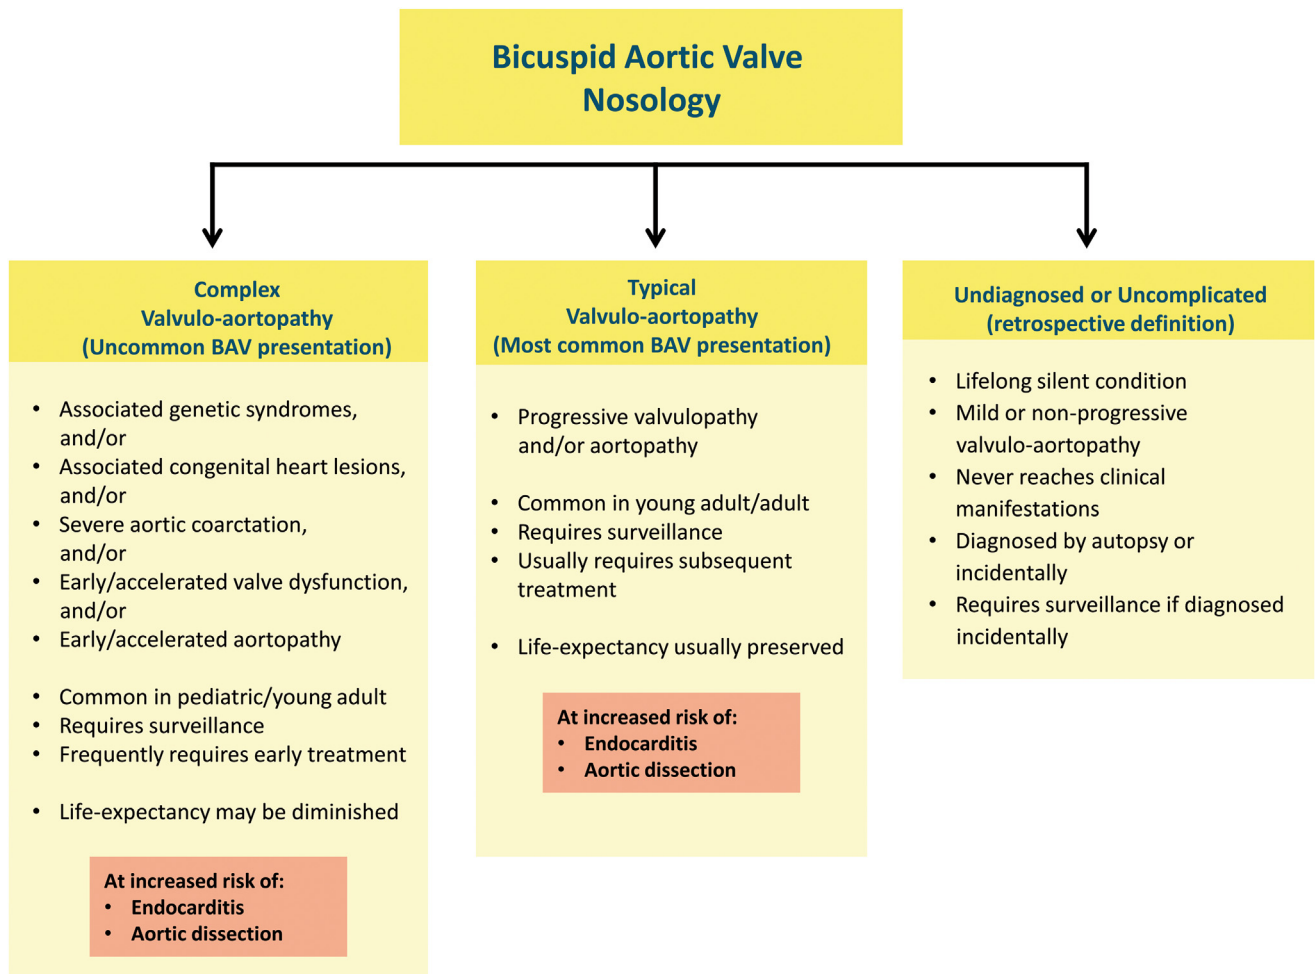 Bicuspid Aortic Valve
Nosology
Complex
Valvulo-aortopathy
(Uncommon BAV presentation)
• Associated genetic syndromes,
and/or
• Associated congenital heart lesions,
and/or
• Severe aortic coarctation,
and/or
• Early/accelerated valve dysfunction,
and/or
• Early/accelerated aortopathy
• Common in pediatric/young adult
• Requires surveillance
• Frequently requires early treatment
• Life-expectancy may be diminished
At increased risk of:
• Endocarditis
• Aortic dissection
Typical
Valvulo-aortopathy
(Most common BAV presentation)
• Progressive valvulopathy
and/or aortopathy
• Common in young adult/adult
• Requires surveillance
• Usually requires subsequent
treatment
• Life-expectancy usually preserved
At increased risk of:
• Endocarditis
• Aortic dissection
Undiagnosed or Uncomplicated
(retrospective definition)
• Lifelong silent condition
• Mild or non-progressive
valvulo-aortopathy
• Never reaches clinical
manifestations
• Diagnosed by autopsy or
incidentally
• Requires surveillance if diagnosed
incidentally